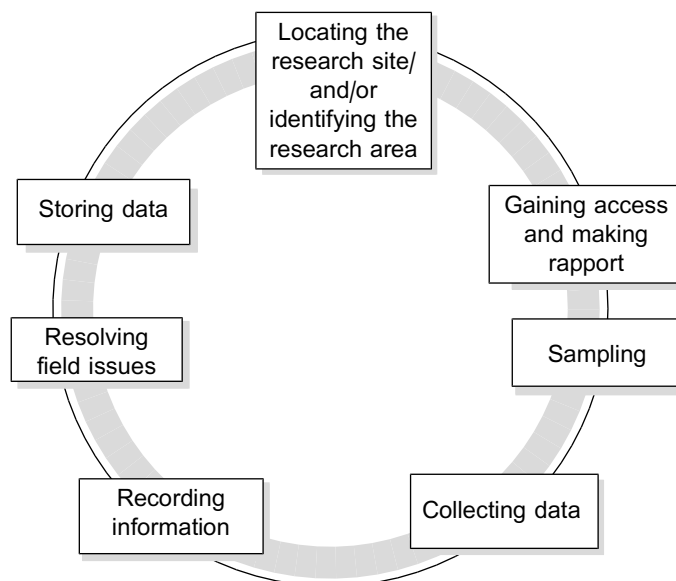 Locating the
research site/
and/or
identifying the
research area
Gaining access
and making
rapport
Sampling
Collecting data
Recording
information
Resolving
field issues
Storing data